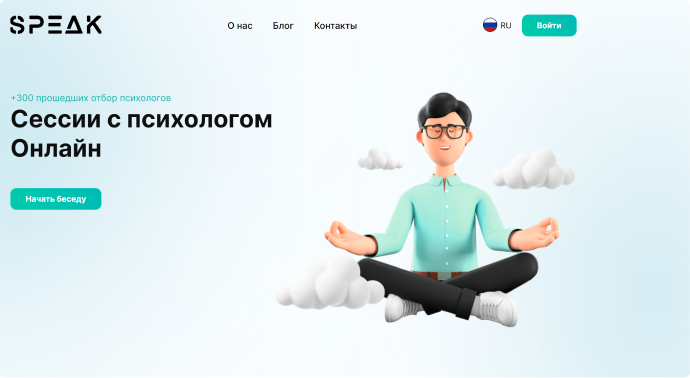 SPEAK
О нас
Блог
Контакты
RU
Войти
+300 прошедших отбор психологов
Сессии с психологом
Онлайн
Начать беседу